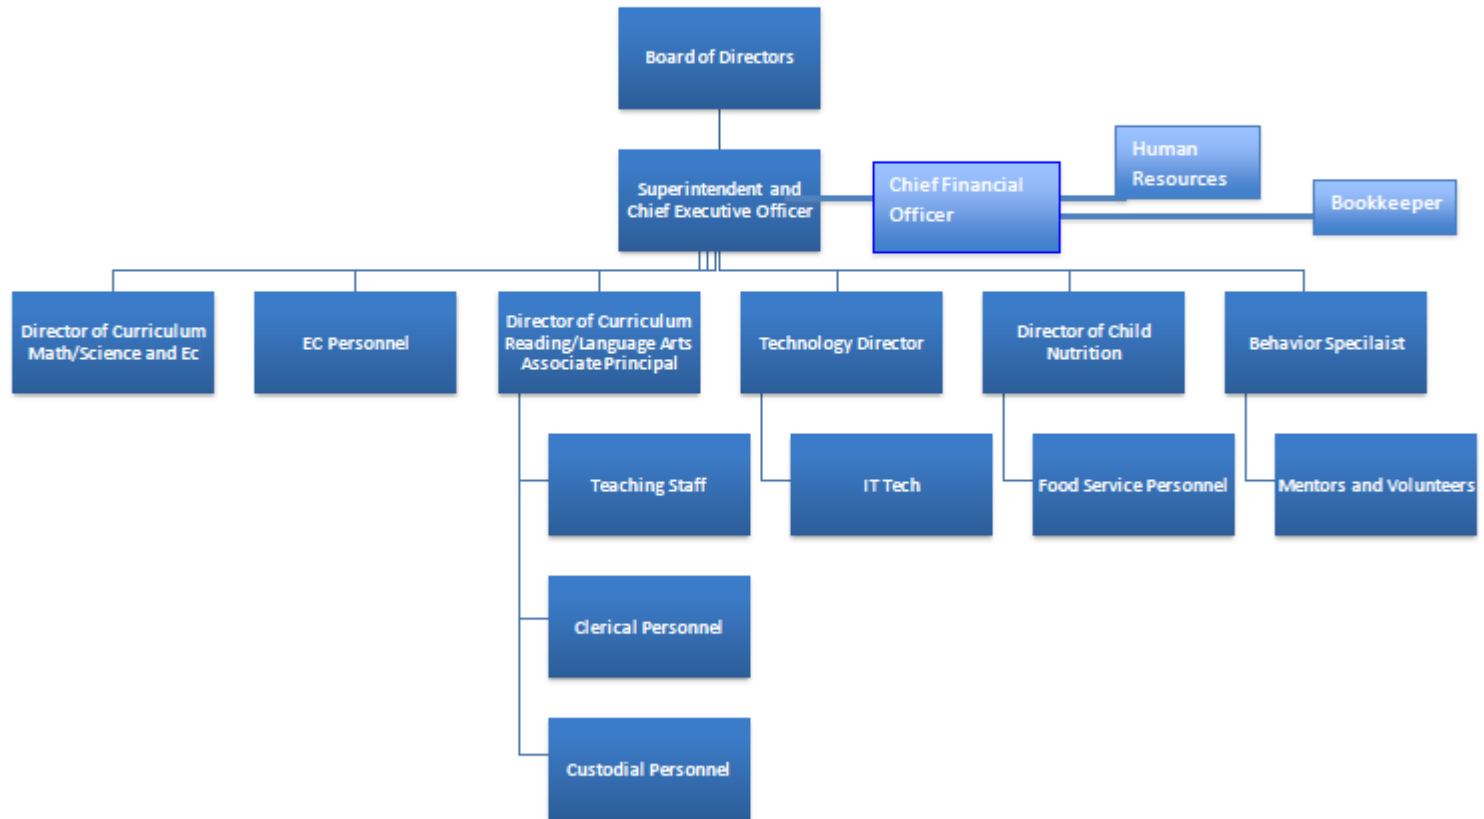 Board of Directors
Superintendent and
Chief Executive Officer
Chief Financial
Officer
Human
Resources
Bookkeeper
Director of Curriculum
Math/Science and Ec
EC Personnel
Director of Curriculum
Reading/Language Arts
Associate Principal
Technology Director
Director of Child
Nutrition
Behavior Specilaist
Teaching Staff
IT Tech
Food Service Personnel
Mentors and Volunteers
Clerical Personnel
Custodial Personnel